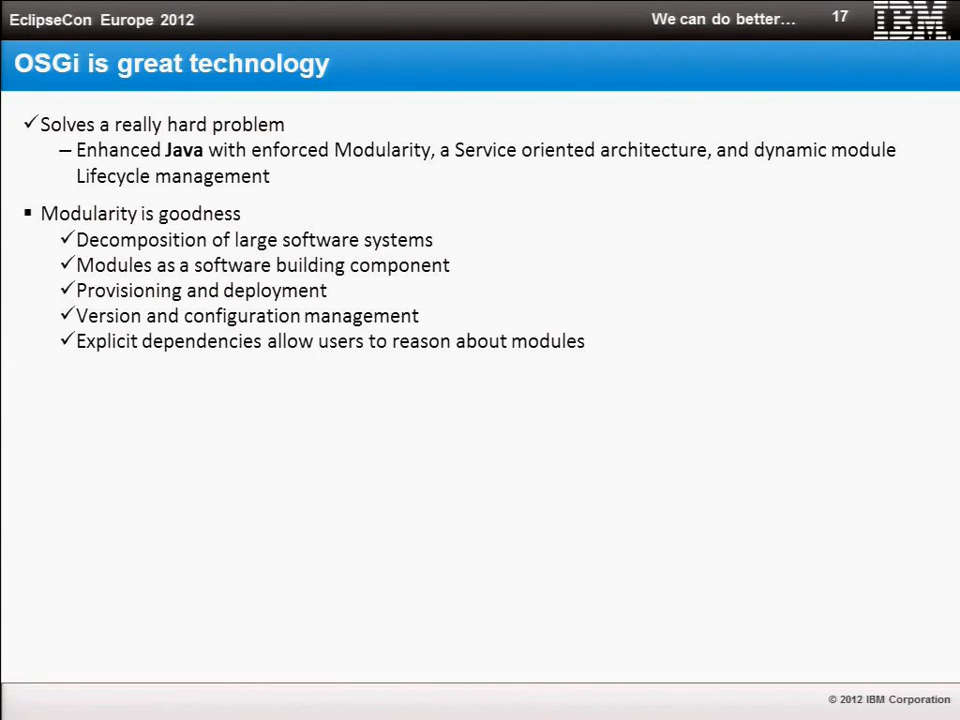 EclipseCon Europe 2012
We can do better...
17
IBM
OSGi is great technology
✓Solves a really hard problem
– Enhanced Java with enforced Modularity, a Service oriented architecture, and dynamic module
Lifecycle management
▪ Modularity is goodness
✓Decomposition of large software systems
✓Modules as a software building component
✓Provisioning and deployment
✓Version and configuration management
✓Explicit dependencies allow users to reason about modules
© 2012 IBM Corporation